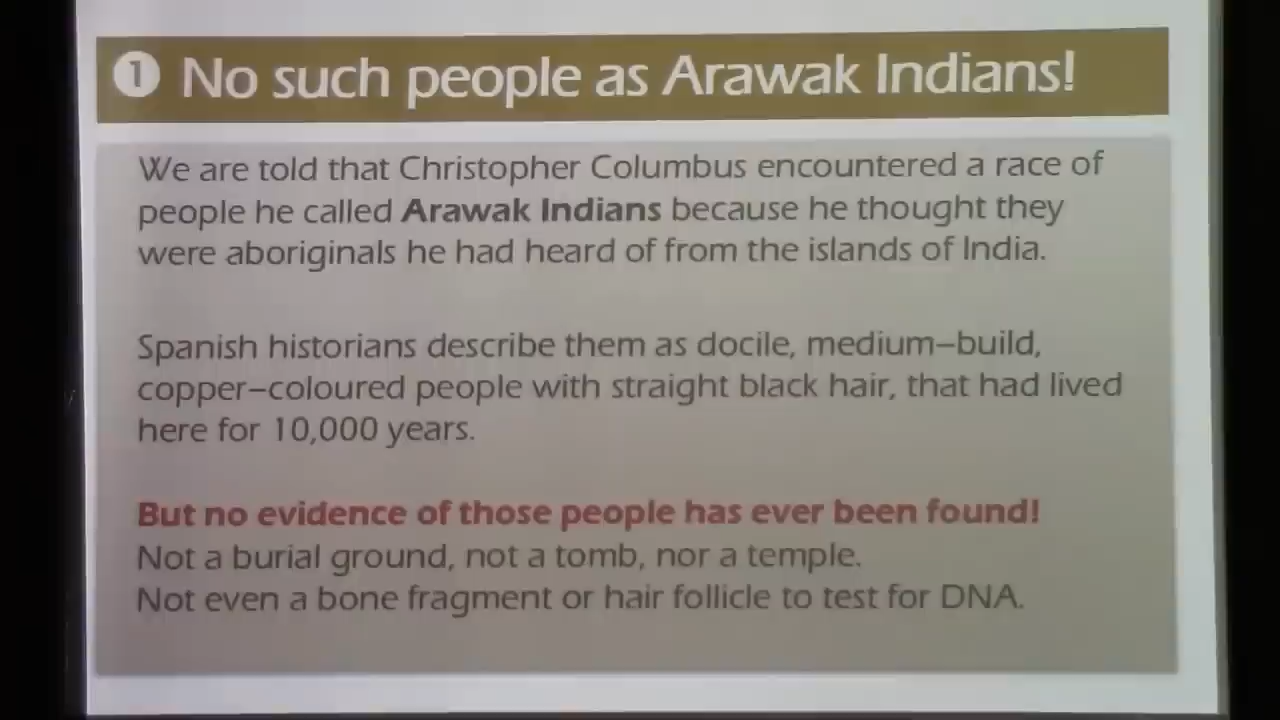 1 No such people as Arawak Indians!
We are told that Christopher Columbus encountered a race of
people he called Arawak Indians because he thought they
were aboriginals he had heard of from the islands of India.
Spanish historians describe them as docile, medium–build,
copper–coloured people with straight black hair, that had lived
here for 10,000 years.
But no evidence of those people has ever been found!
Not a burial ground, not a tomb, nor a temple.
Not even a bone fragment or hair follicle to test for DNA.